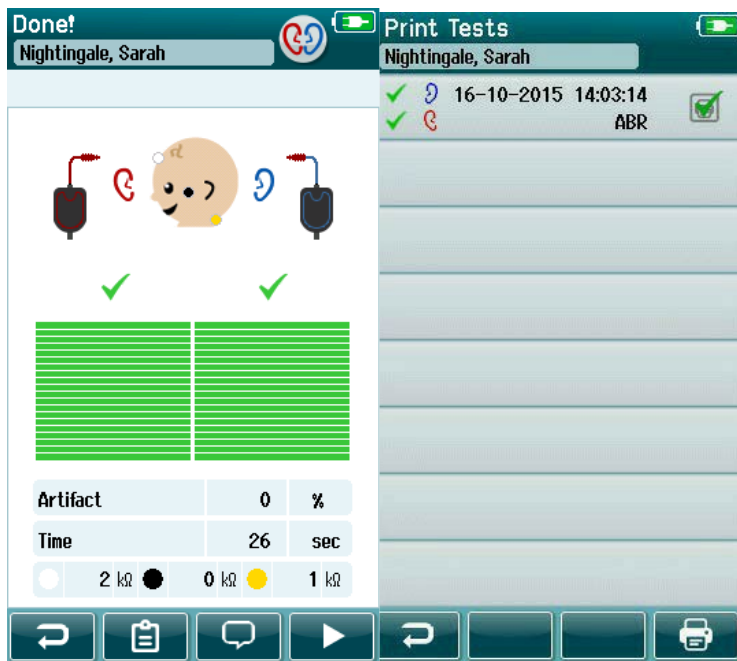 Done!
Nightingale, Sarah
Artifact 0 %
Time 26 sec
2 kΩ 0 kΩ 1 kΩ
Print Tests
Nightingale, Sarah
16-10-2015 14:03:14
ABR